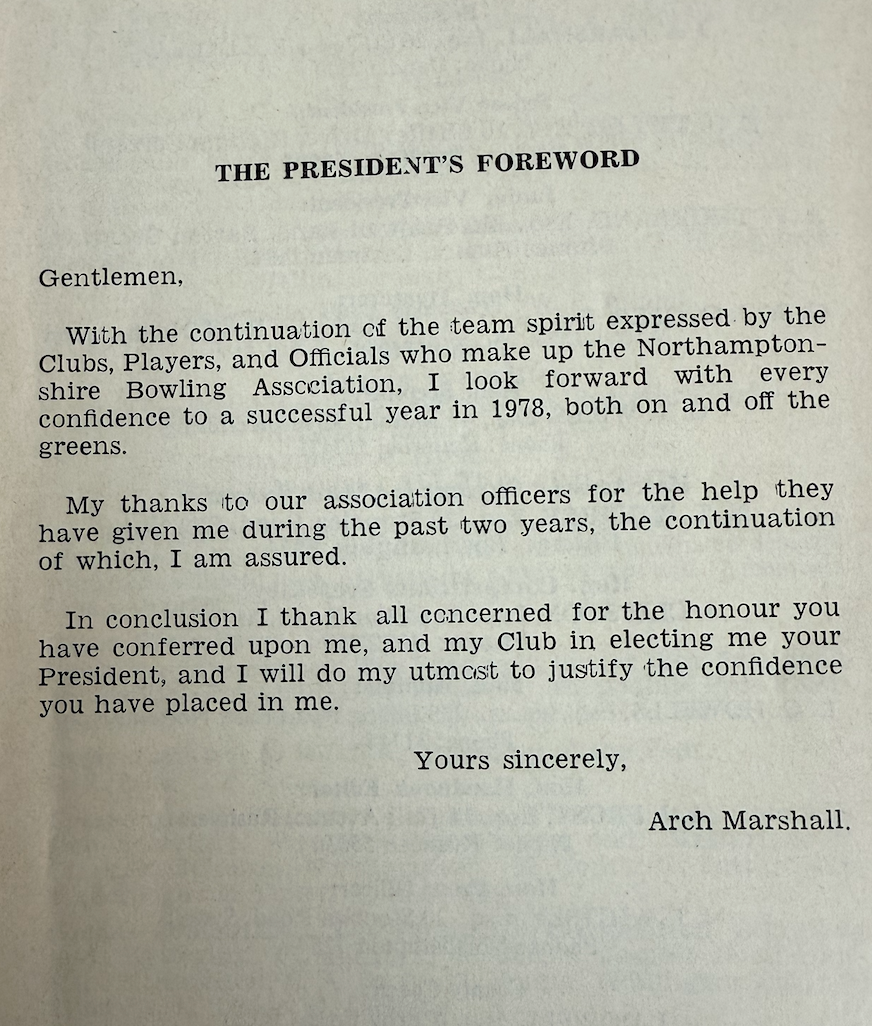 THE PRESIDENT'S FOREWORD
Gentlemen,
With the continuation of the team spirit expressed by the
Clubs, Players, and Officials who make up the Northampton-
shire Bowling Association, I look forward with every
confidence to a successful year in 1978, both on and off the
greens.
My thanks to our association officers for the help they
have given me during the past two years, the continuation
of which, I am assured.
In conclusion I thank all concerned for the honour you
have conferred upon me, and my Club in electing me your
President, and I will do my utmost to justify the confidence
you have placed in me.
Yours sincerely,
Arch Marshall.